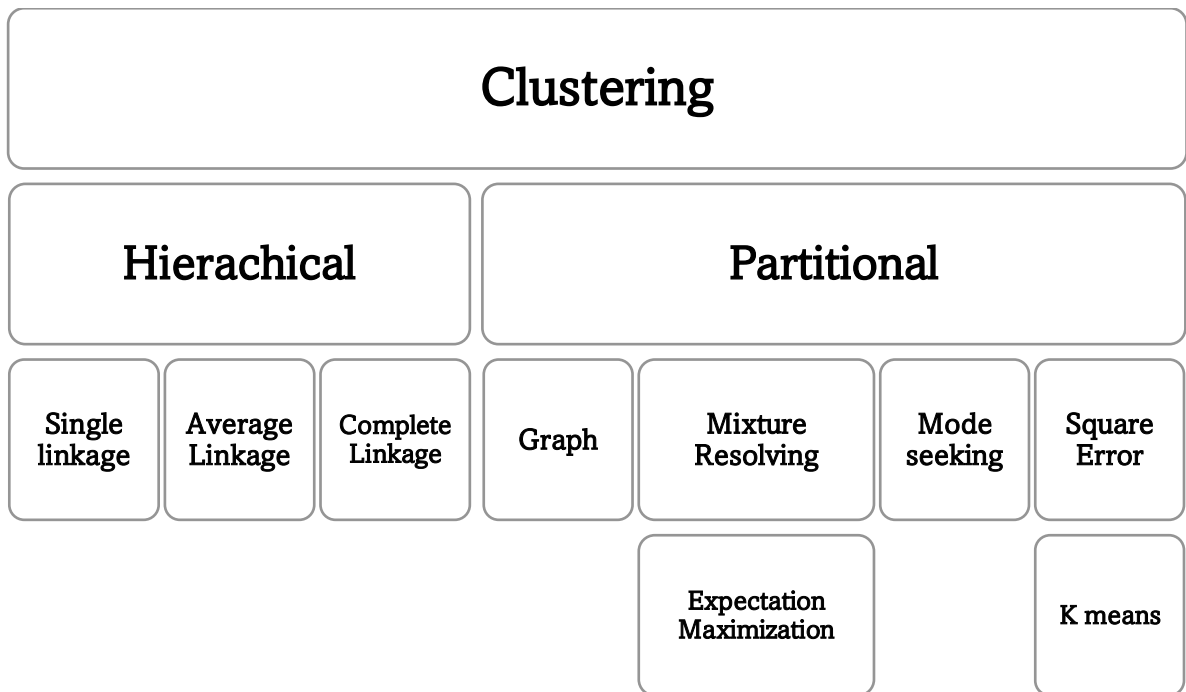 Clustering
Hierachical
Partitional
Single
linkage
Average
Linkage
Complete
Linkage
Graph
Mixture
Resolving
Mode
seeking
Square
Error
Expectation
Maximization
K means